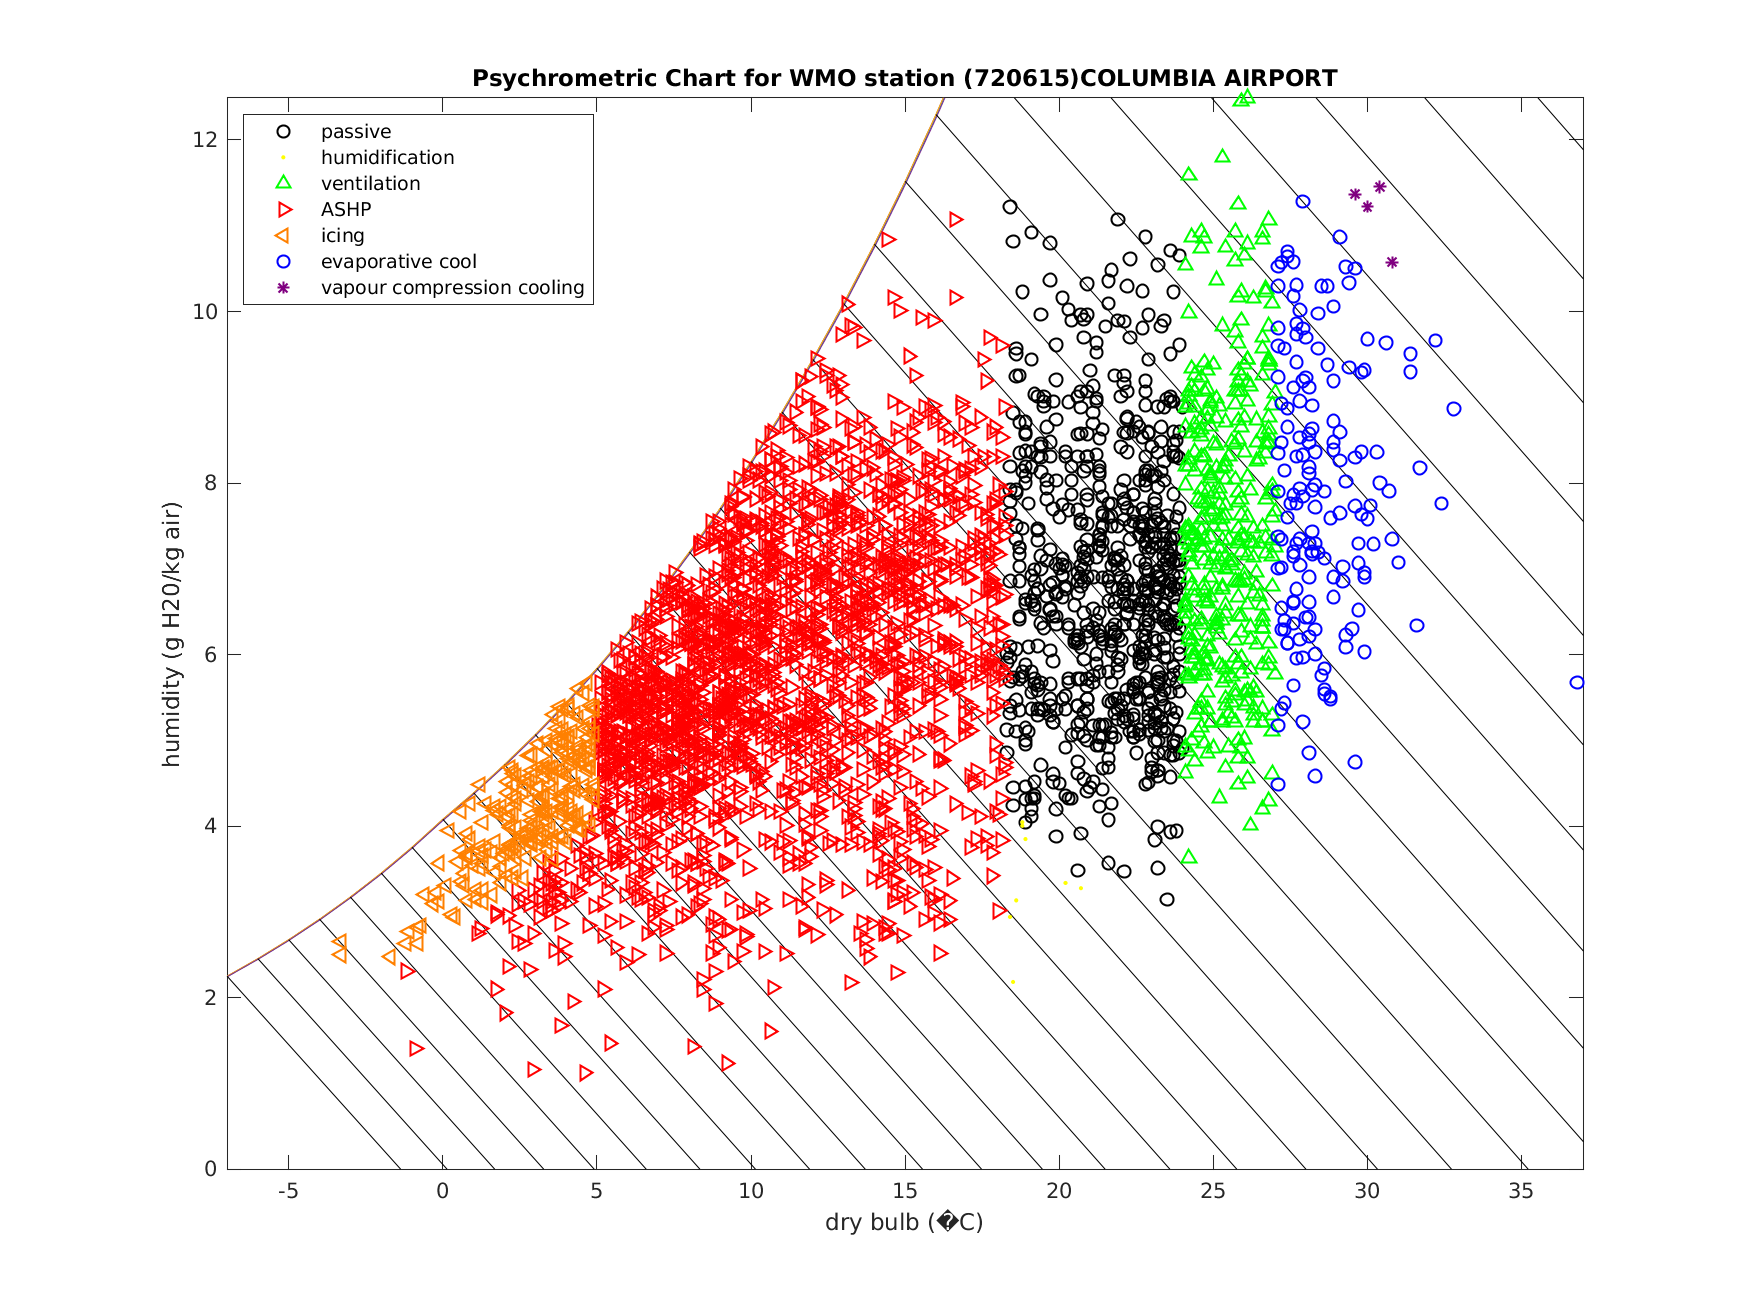 Psychrometric Chart for WMO station (720615)COLUMBIA AIRPORT
passive
humidification
ventilation
ASHP
icing
evaporative cool
vapour compression cooling
humidity (g H20/kg air)
12
10
8
6
4
2
0
-5 0 5 10 15 20 25 30 35
dry bulb (�C)